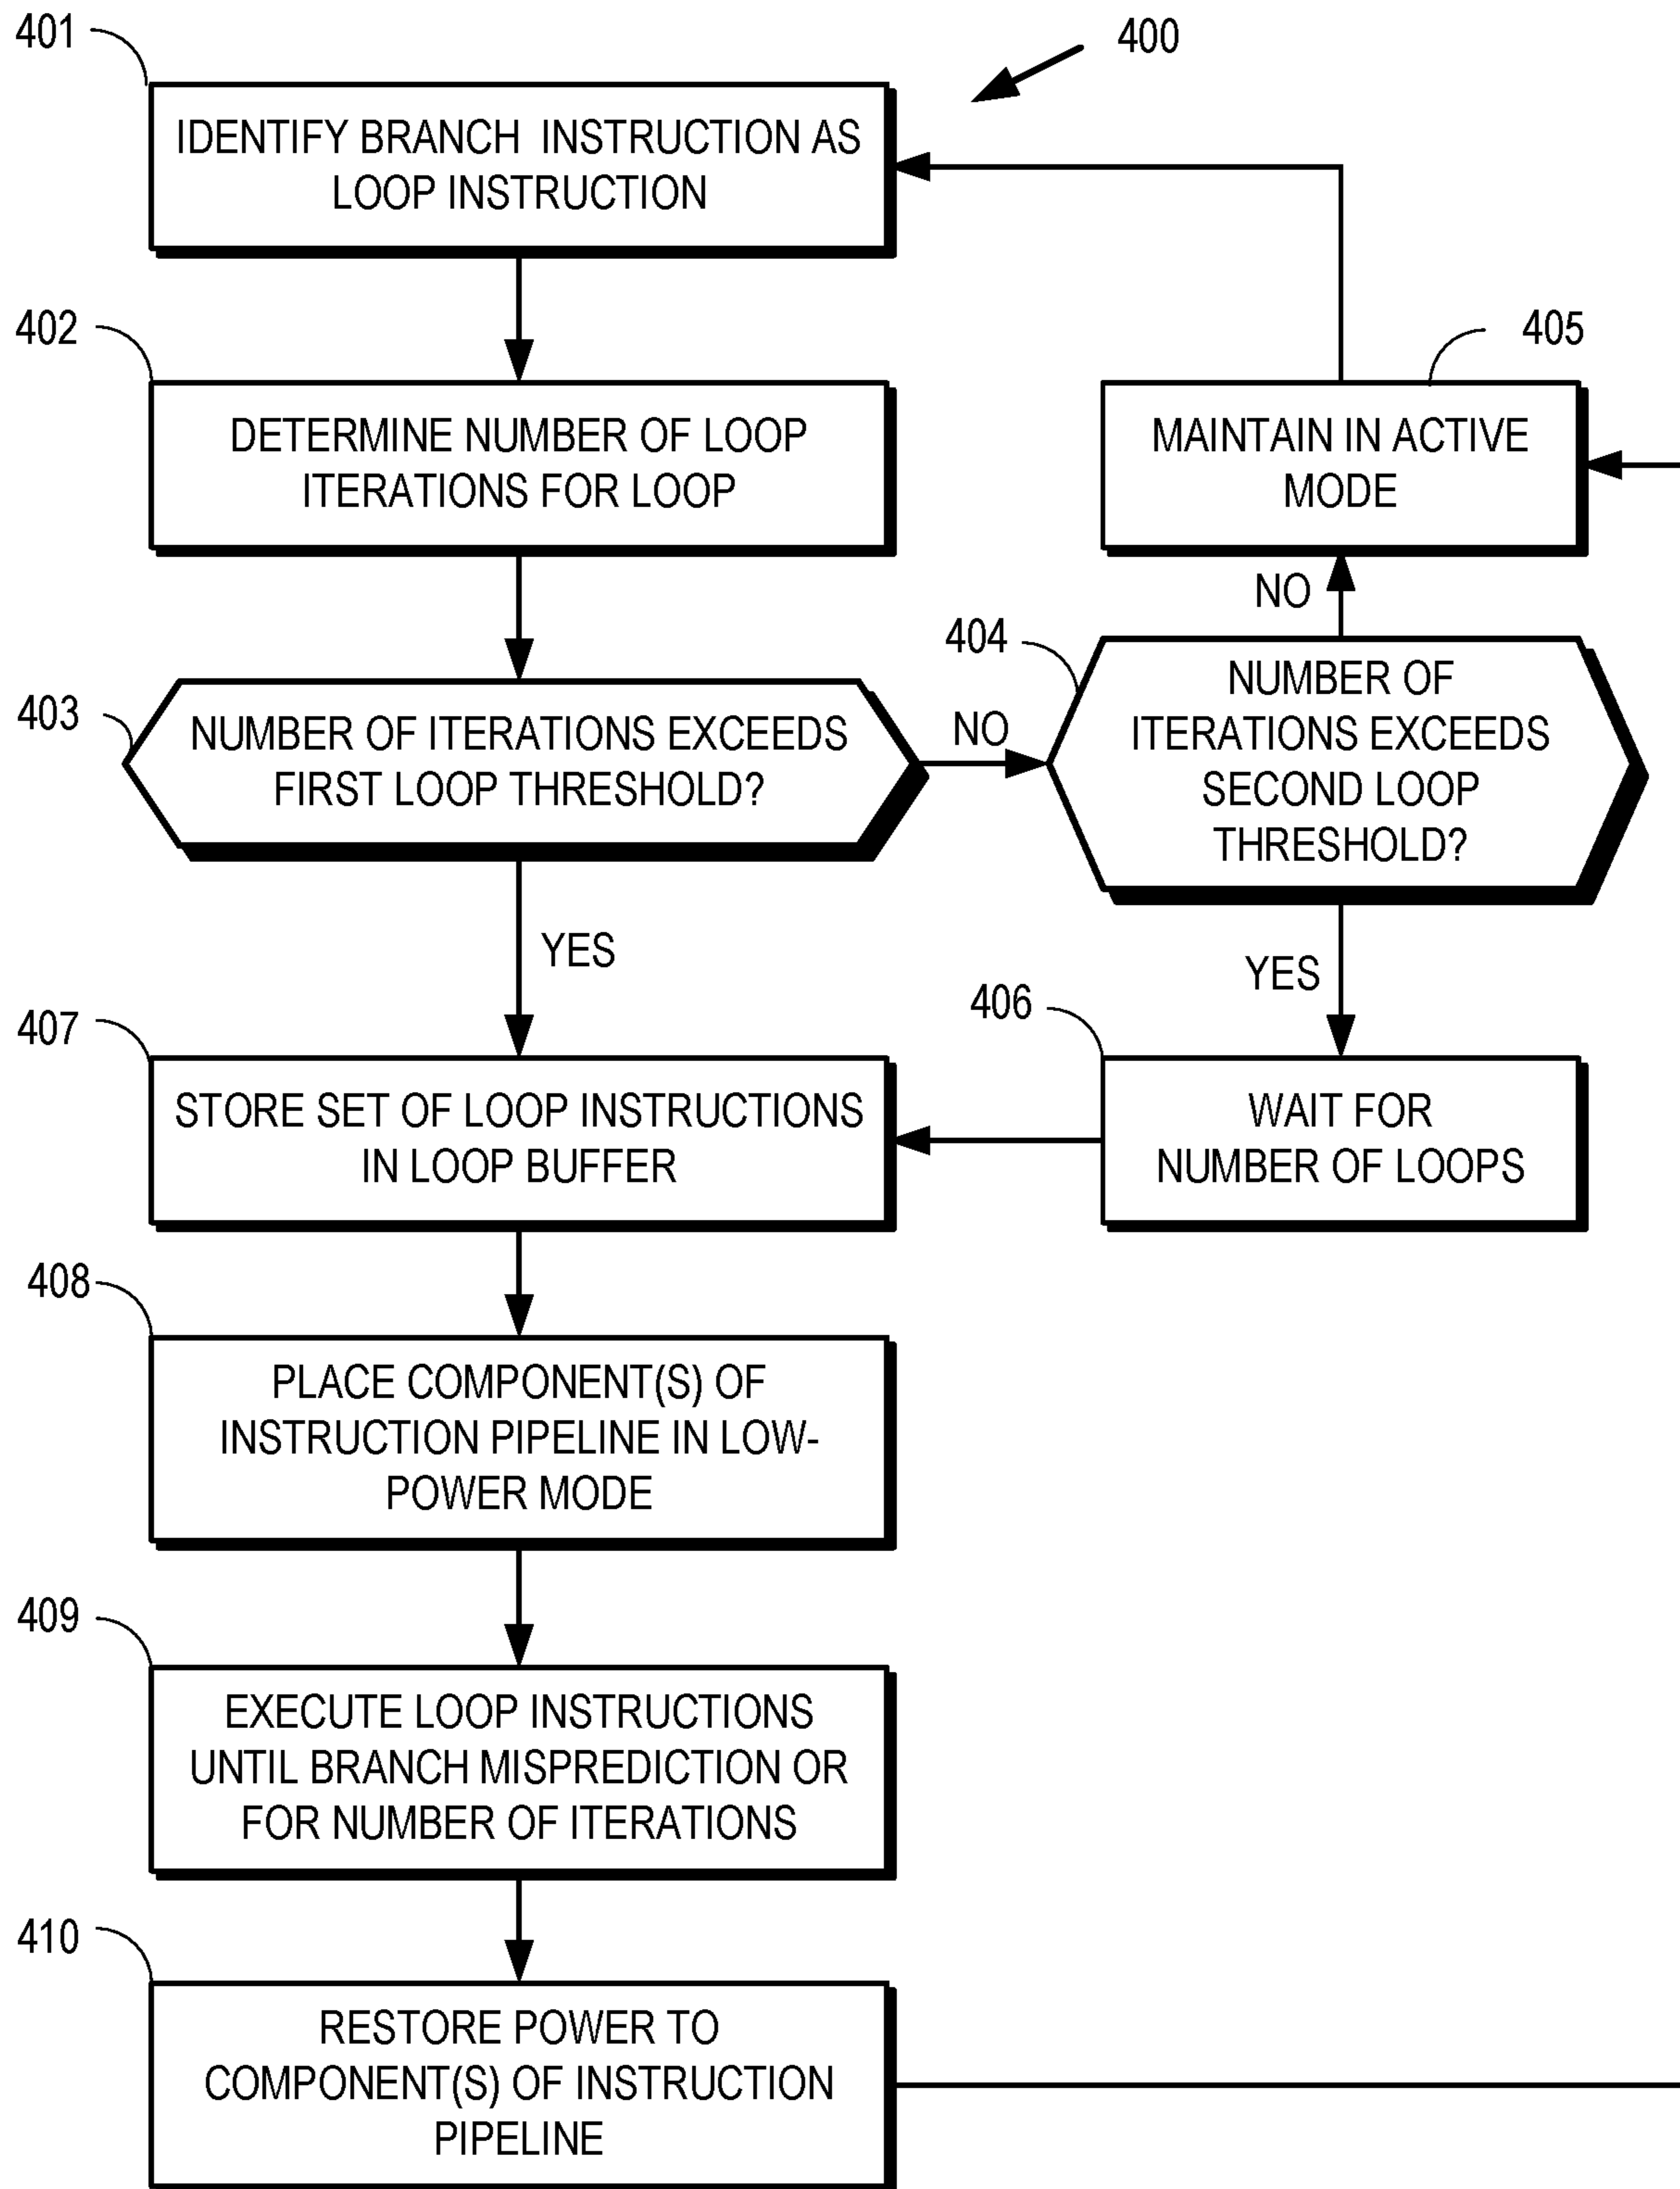 401
400
IDENTIFY BRANCH INSTRUCTION AS
LOOP INSTRUCTION
402
DETERMINE NUMBER OF LOOP
ITERATIONS FOR LOOP
405
MAINTAIN IN ACTIVE
MODE
NO
403
NUMBER OF ITERATIONS EXCEEDS
FIRST LOOP THRESHOLD?
NO
404
NUMBER OF
ITERATIONS EXCEEDS
SECOND LOOP
THRESHOLD?
YES
YES
407
STORE SET OF LOOP INSTRUCTIONS
IN LOOP BUFFER
406
WAIT FOR
NUMBER OF LOOPS
408
PLACE COMPONENT(S) OF
INSTRUCTION PIPELINE IN LOW-
POWER MODE
409
EXECUTE LOOP INSTRUCTIONS
UNTIL BRANCH MISPREDICTION OR
FOR NUMBER OF ITERATIONS
410
RESTORE POWER TO
COMPONENT(S) OF INSTRUCTION
PIPELINE